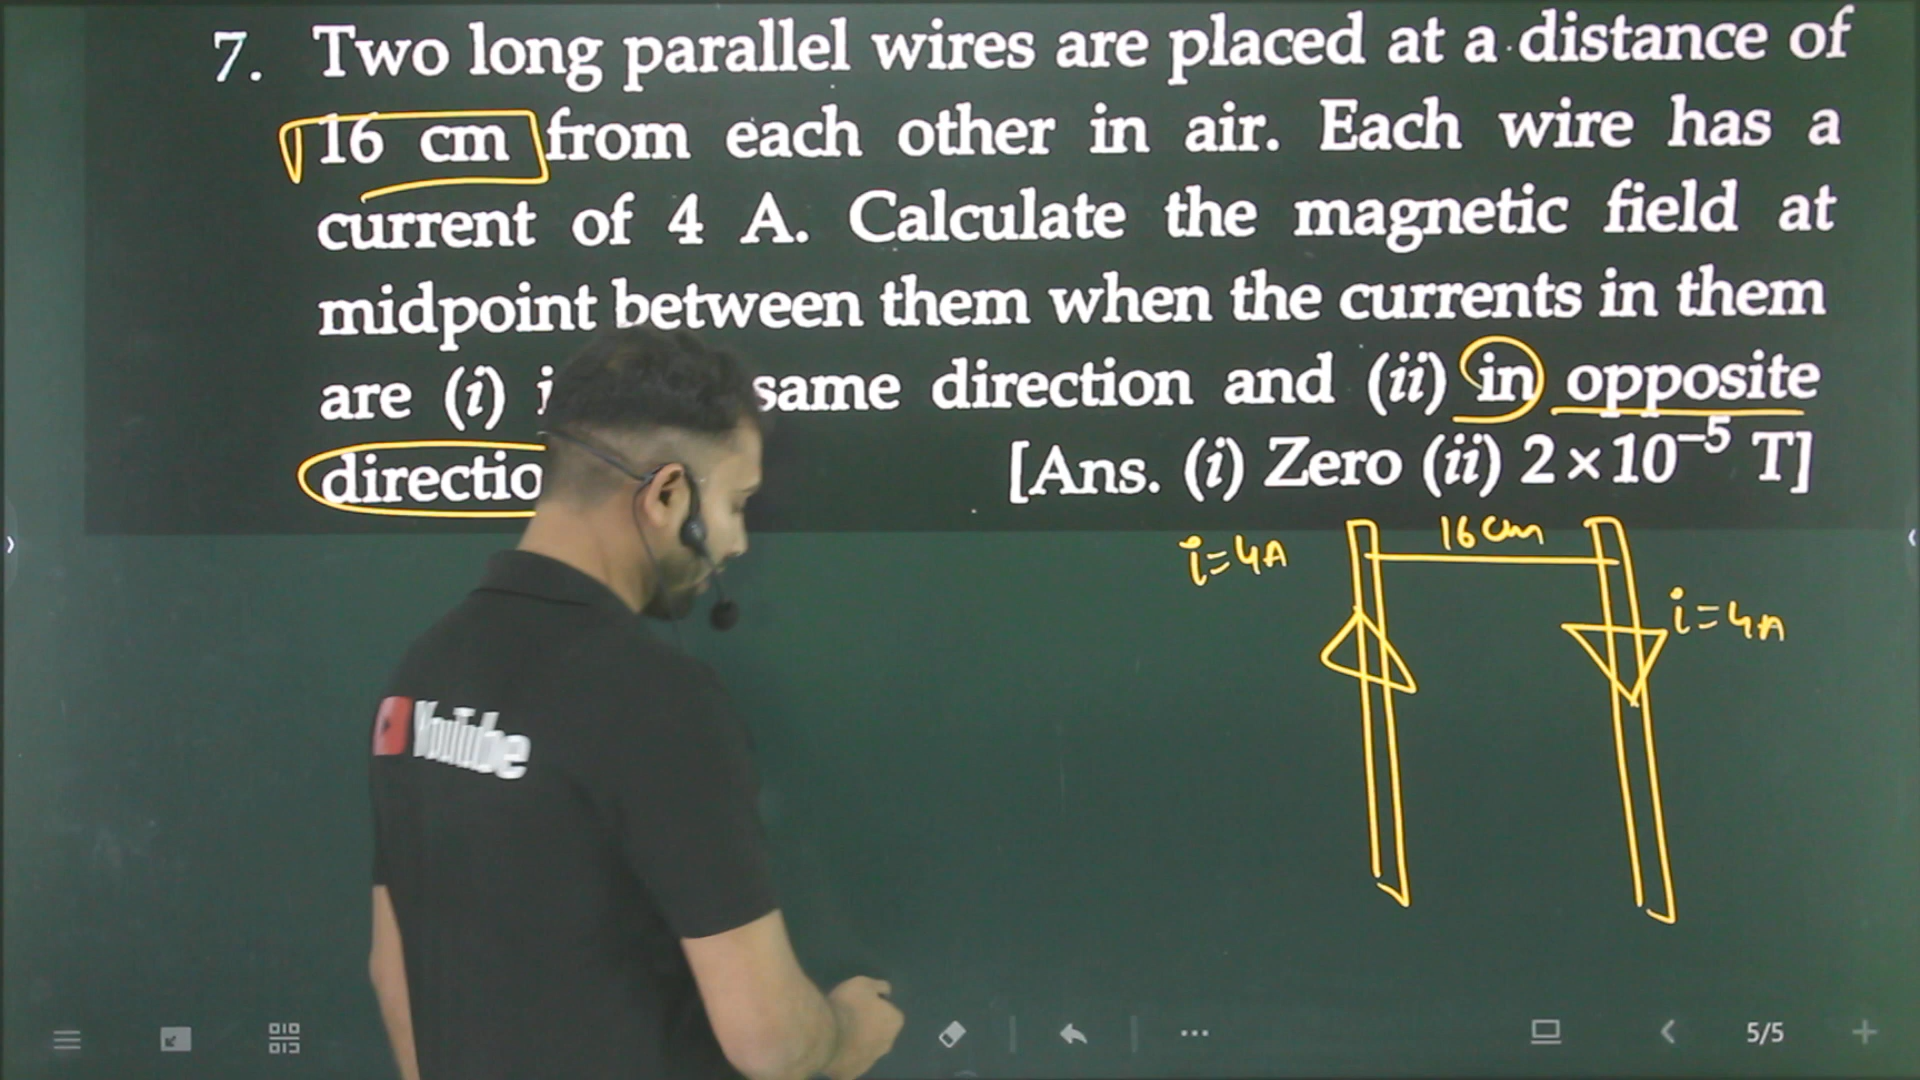 7. Two long parallel wires are placed at a distance of
16 cm from each other in air. Each wire has a
current of 4 A. Calculate the magnetic field at
midpoint between them when the currents in them
are (i) same direction and (ii) in opposite
directio [Ans. (i) Zero (ii) 2×10⁻⁵ T]
i=4A 16cm
i=4A
YouTube
5/5